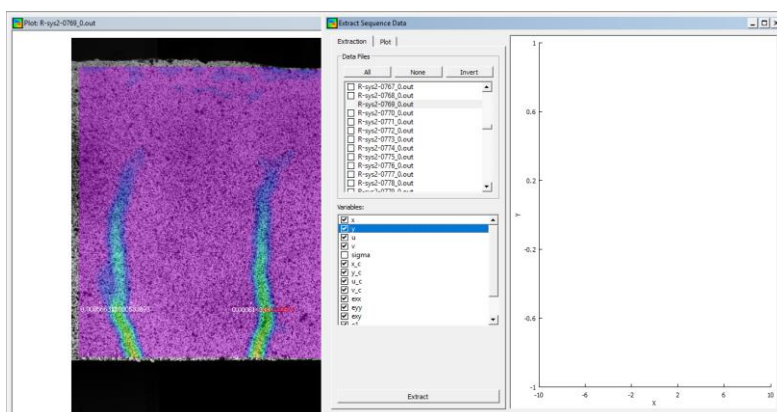 Plot: R-sys2-0769_0.out
Extract Sequence Data
Extraction
Plot
Data Files
All
None
Invert
R-sys2-0767_0.out
R-sys2-0768_0.out
R-sys2-0769_0.out
R-sys2-0770_0.out
R-sys2-0771_0.out
R-sys2-0772_0.out
R-sys2-0773_0.out
R-sys2-0774_0.out
R-sys2-0775_0.out
R-sys2-0776_0.out
R-sys2-0777_0.out
R-sys2-0778_0.out
Variables:
x
y
u
v
sigma
x_c
y_c
u_c
v_c
exx
eyy
exy
Extract
1
0.6
0.2
-0.2
-0.6
-1
Y
-10
-6
-2
2
6
10
X